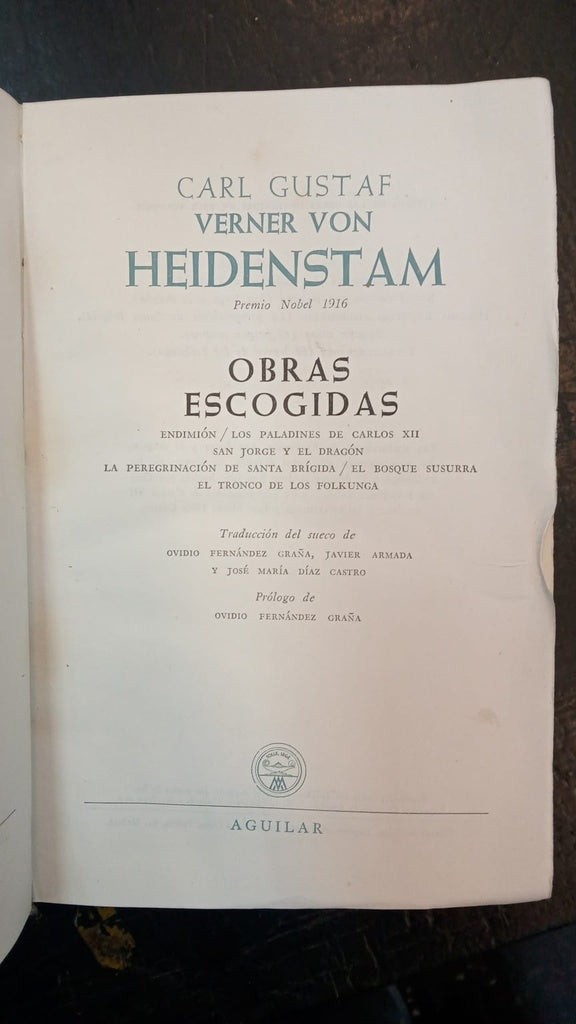 CARL GUSTAF
VERNER VON
HEIDENSTAM
Premio Nobel 1916
OBRAS
ESCOGIDAS
ENDIMIÓN / LOS PALADINES DE CARLOS XII
SAN JORGE Y EL DRAGÓN
LA PEREGRINACIÓN DE SANTA BRÍGIDA / EL BOSQUE SUSURRA
EL TRONCO DE LOS FOLKUNGA
Traducción del sueco de
OVIDIO FERNÁNDEZ GRAÑA, JAVIER ARMADA
Y JOSÉ MARÍA DÍAZ CASTRO
Prólogo de
OVIDIO FERNÁNDEZ GRAÑA
AGUILAR